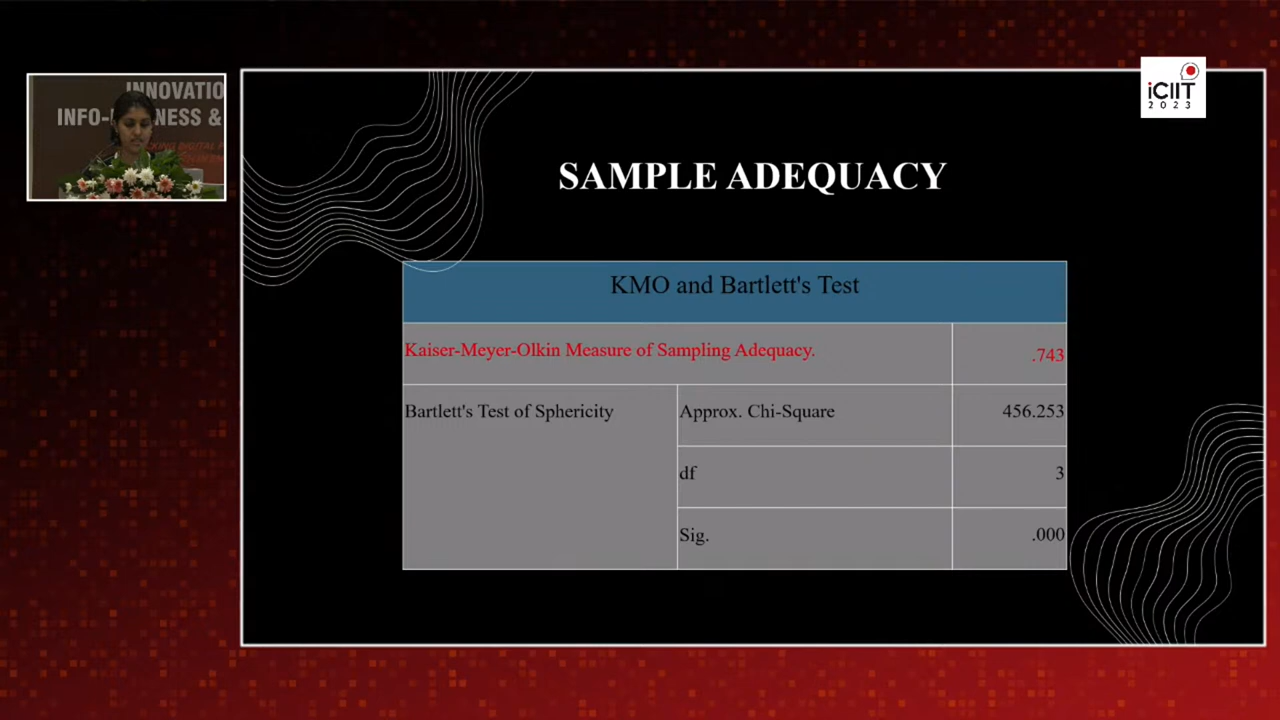 INNOVATIO
INFO-
NESS &
iCIIT
2023
SAMPLE ADEQUACY
KMO and Bartlett's Test
Kaiser-Meyer-Olkin Measure of Sampling Adequacy. .743
Bartlett's Test of Sphericity Approx. Chi-Square 456.253
df 3
Sig. .000